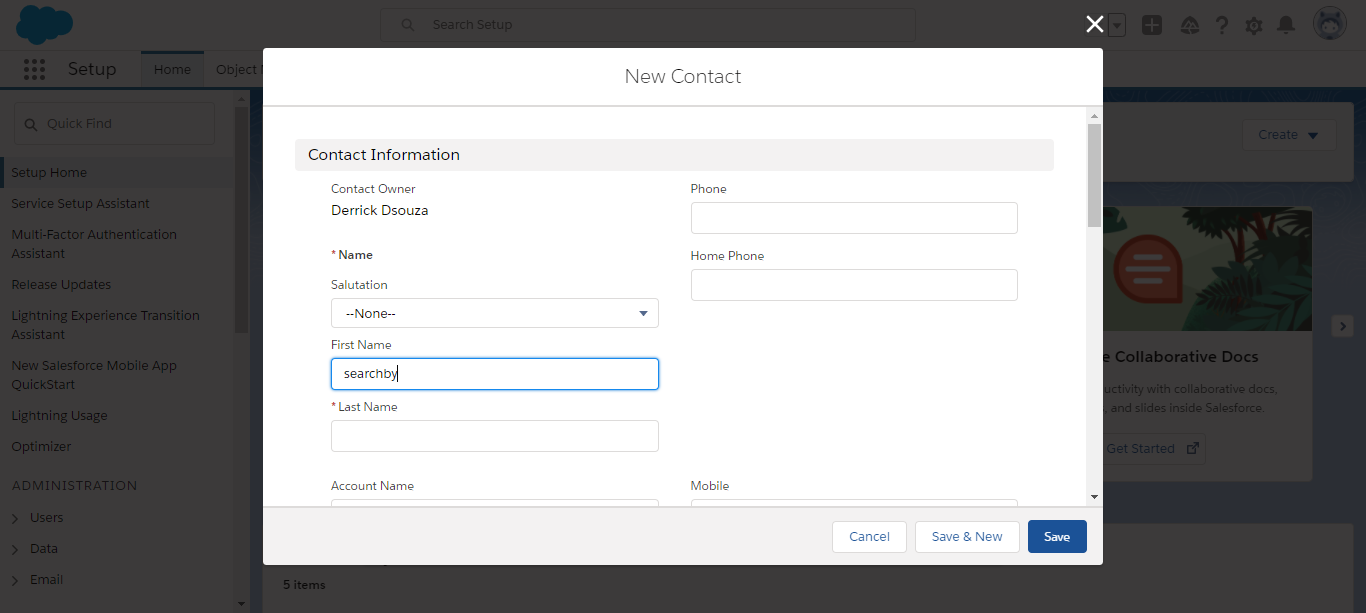 Search Setup
Setup
Home
Object
Quick Find
Setup Home
Service Setup Assistant
Multi-Factor Authentication
Assistant
Release Updates
Lightning Experience Transition
Assistant
New Salesforce Mobile App
QuickStart
Lightning Usage
Optimizer
ADMINISTRATION
Users
Data
Email
New Contact
Contact Information
Contact Owner
Derrick Dsouza
* Name
Salutation
--None--
First Name
searchby
* Last Name
Account Name
Phone
Home Phone
Mobile
Cancel
Save & New
Save
Create
Collaborative Docs
with collaborative docs,
and slides inside Salesforce.
Get Started
5 items